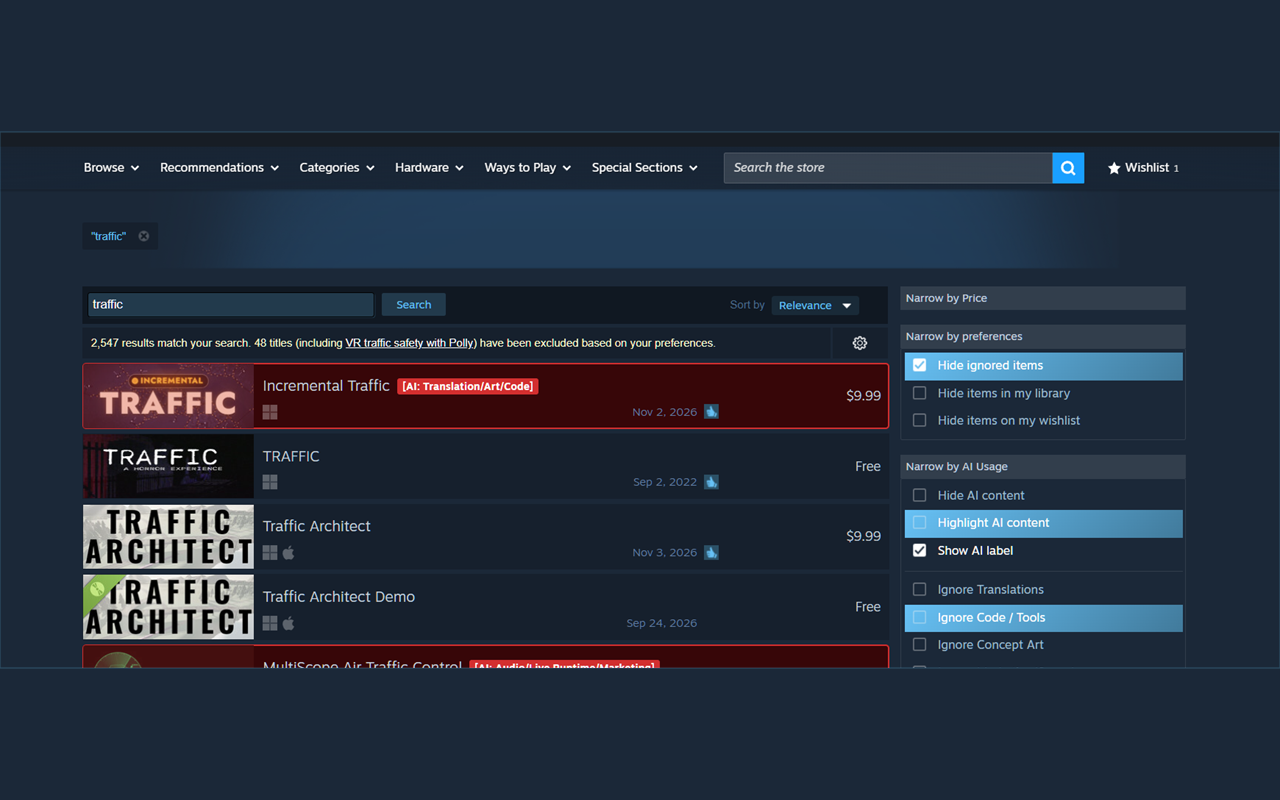 Browse Recommendations Categories Hardware Ways to Play Special Sections Search the store Wishlist 1
"traffic"
traffic Search Sort by Relevance
2,547 results match your search. 48 titles (including VR traffic safety with Polly) have been excluded based on your preferences.
INCREMENTAL
TRAFFIC
Incremental Traffic [AI: Translation/Art/Code]
Nov 2, 2026
$9.99
TRAFFIC
A HORROR EXPERIENCE
TRAFFIC
Sep 2, 2022
Free
TRAFFIC
ARCHITECT
Traffic Architect
Nov 3, 2026
$9.99
TRAFFIC
ARCHITECT
Traffic Architect Demo
Sep 24, 2026
Free
MultiScope Air Traffic Control [AI: Audio/Live Runtime/Marketing]
Narrow by Price
Narrow by preferences
Hide ignored items
Hide items in my library
Hide items on my wishlist
Narrow by AI Usage
Hide AI content
Highlight AI content
Show AI label
Ignore Translations
Ignore Code / Tools
Ignore Concept Art